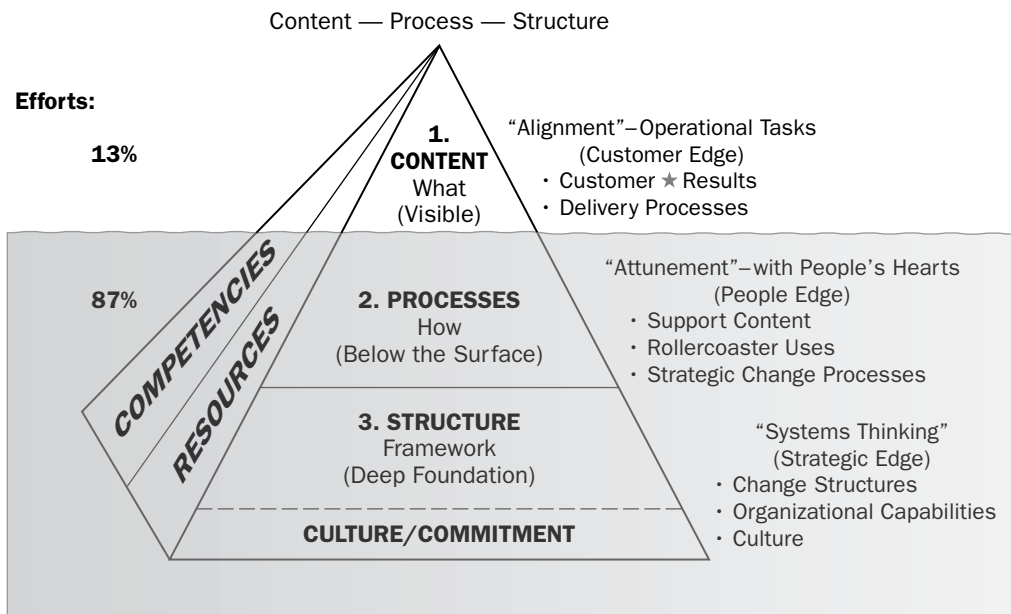 Content — Process — Structure
Efforts:
13%
1.
CONTENT
What
(Visible)
“Alignment”–Operational Tasks
(Customer Edge)
· Customer ★ Results
· Delivery Processes
87%
COMPETENCIES
RESOURCES
2. PROCESSES
How
(Below the Surface)
“Attunement”–with People’s Hearts
(People Edge)
· Support Content
· Rollercoaster Uses
· Strategic Change Processes
3. STRUCTURE
Framework
(Deep Foundation)
CULTURE/COMMITMENT
“Systems Thinking”
(Strategic Edge)
· Change Structures
· Organizational Capabilities
· Culture